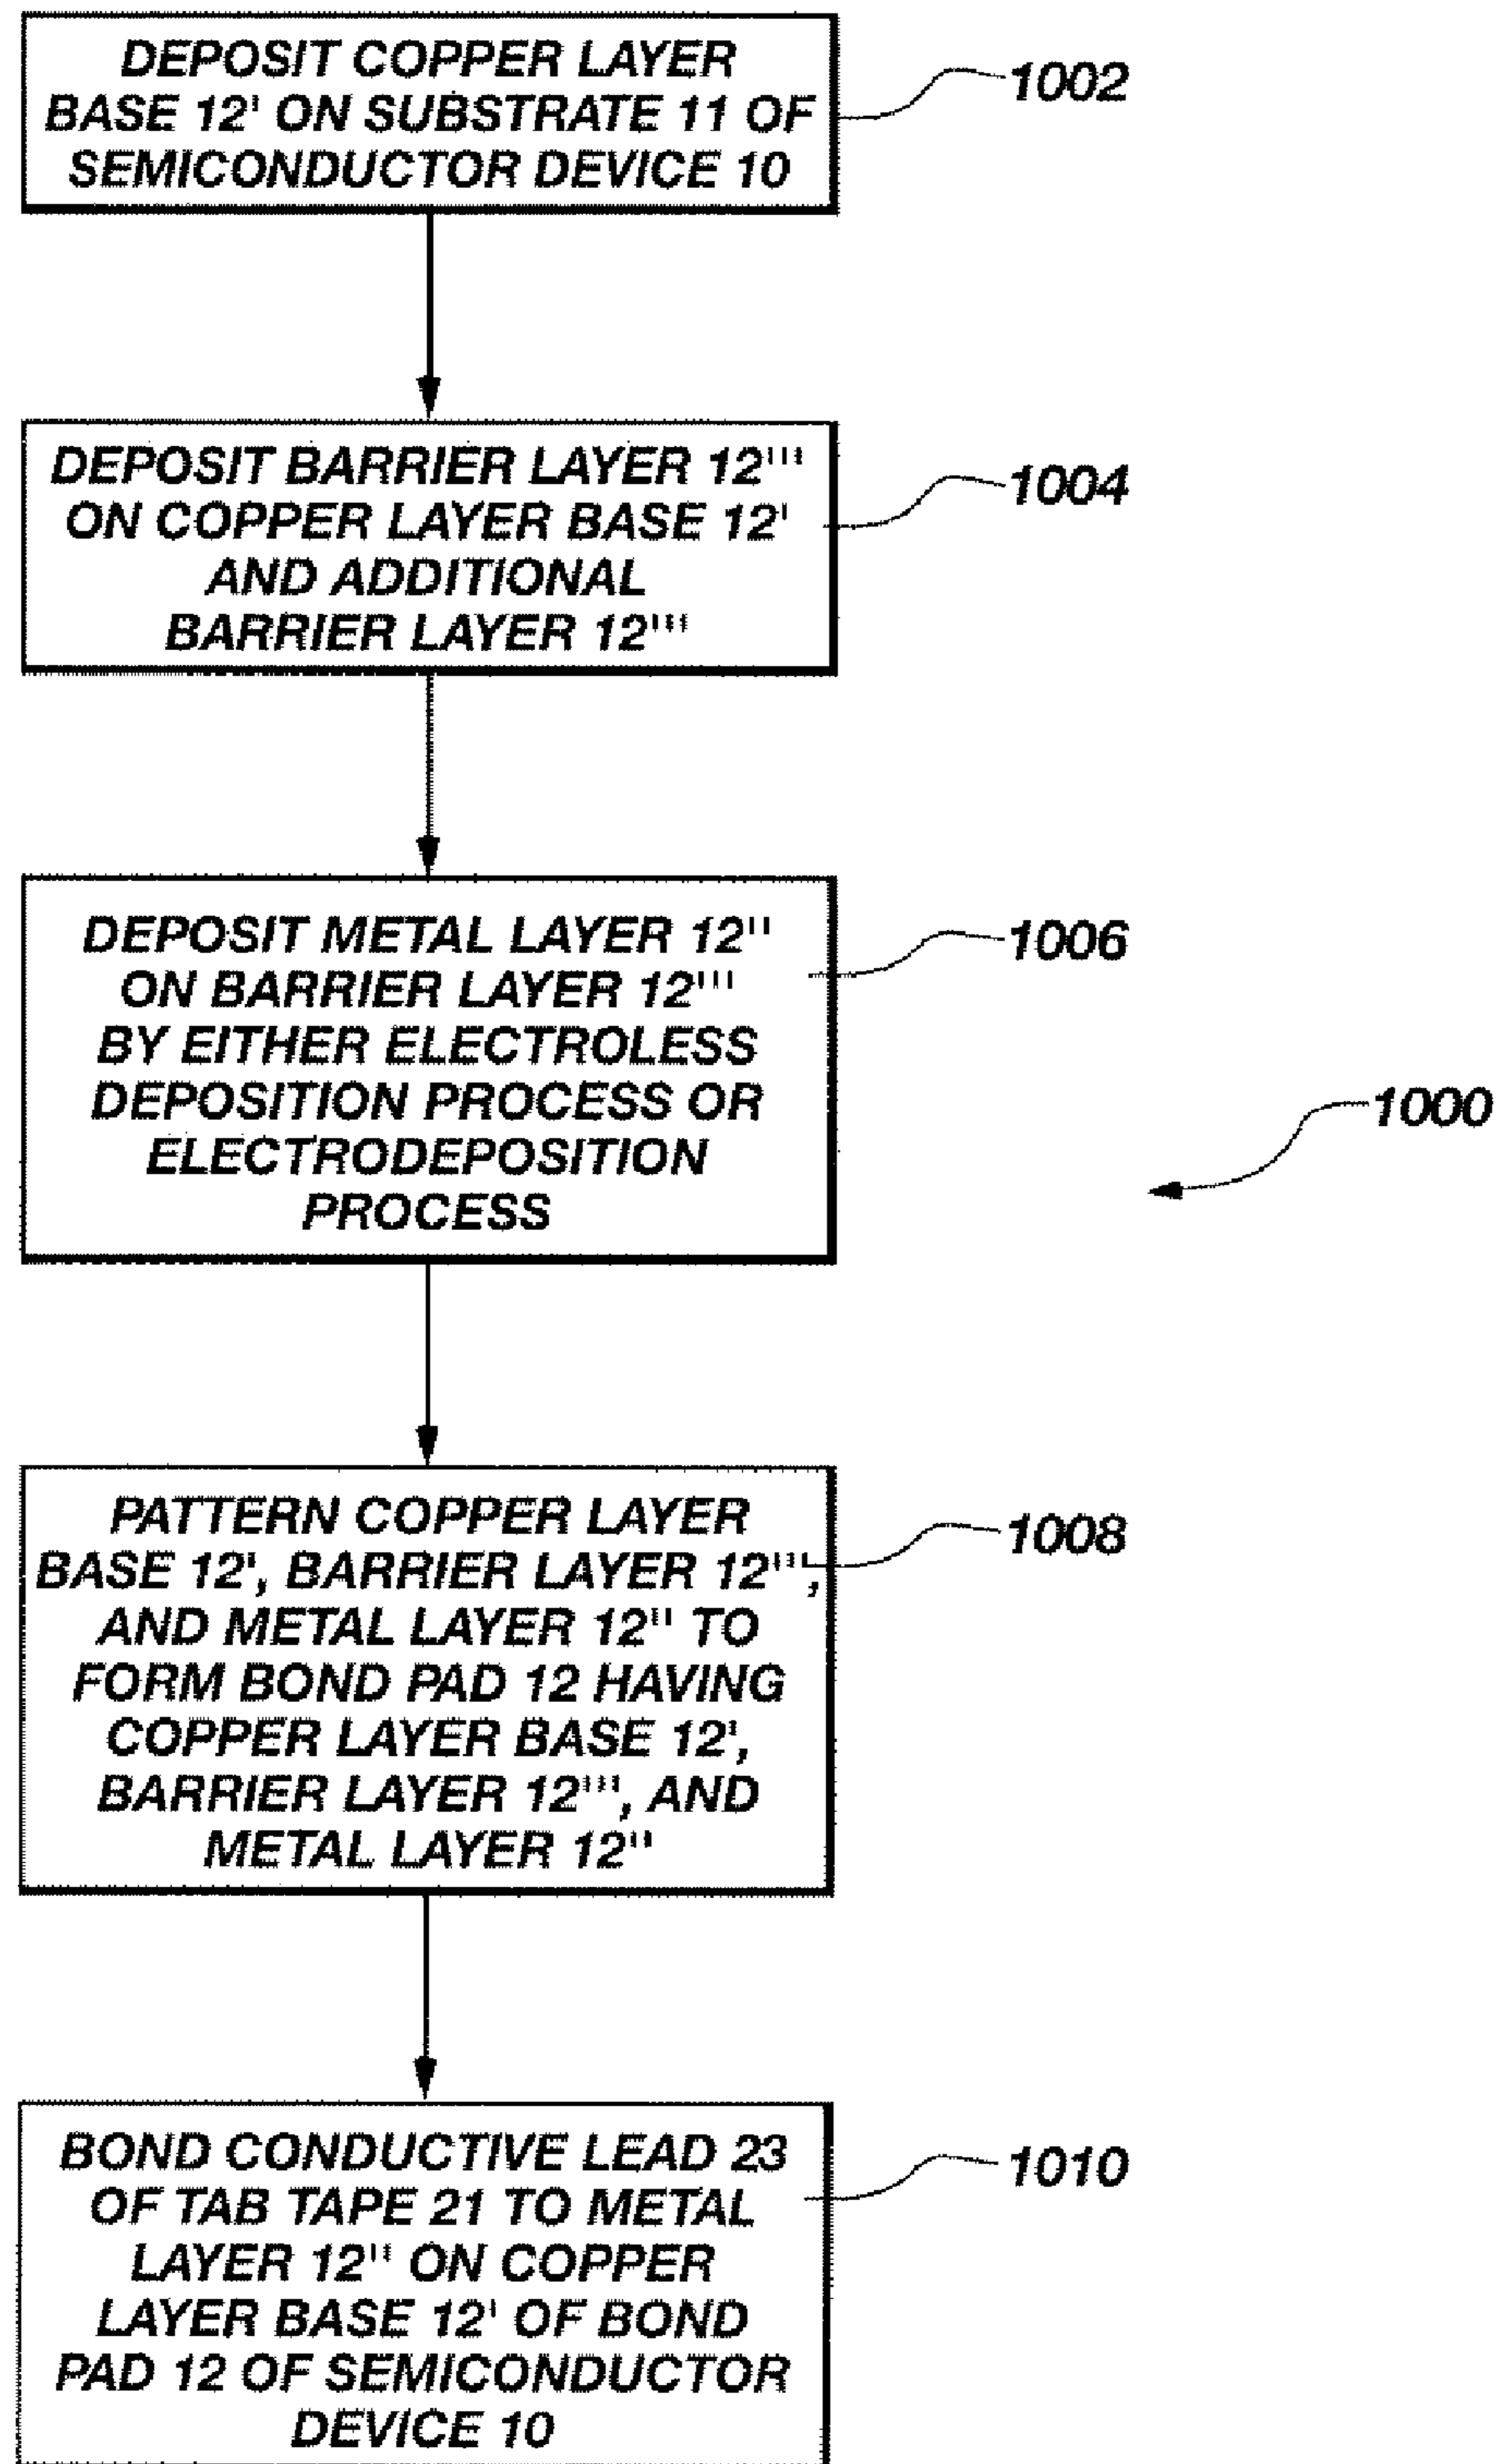 DEPOSIT COPPER LAYER
BASE 12' ON SUBSTRATE 11 OF
SEMICONDUCTOR DEVICE 10
1002
DEPOSIT BARRIER LAYER 12'''
ON COPPER LAYER BASE 12'
AND ADDITIONAL
BARRIER LAYER 12'''
1004
DEPOSIT METAL LAYER 12''
ON BARRIER LAYER 12'''
BY EITHER ELECTROLESS
DEPOSITION PROCESS OR
ELECTRODEPOSITION
PROCESS
1006
1000
PATTERN COPPER LAYER
BASE 12', BARRIER LAYER 12''',
AND METAL LAYER 12'' TO
FORM BOND PAD 12 HAVING
COPPER LAYER BASE 12',
BARRIER LAYER 12''', AND
METAL LAYER 12''
1008
BOND CONDUCTIVE LEAD 23
OF TAB TAPE 21 TO METAL
LAYER 12'' ON COPPER
LAYER BASE 12' OF BOND
PAD 12 OF SEMICONDUCTOR
DEVICE 10
1010